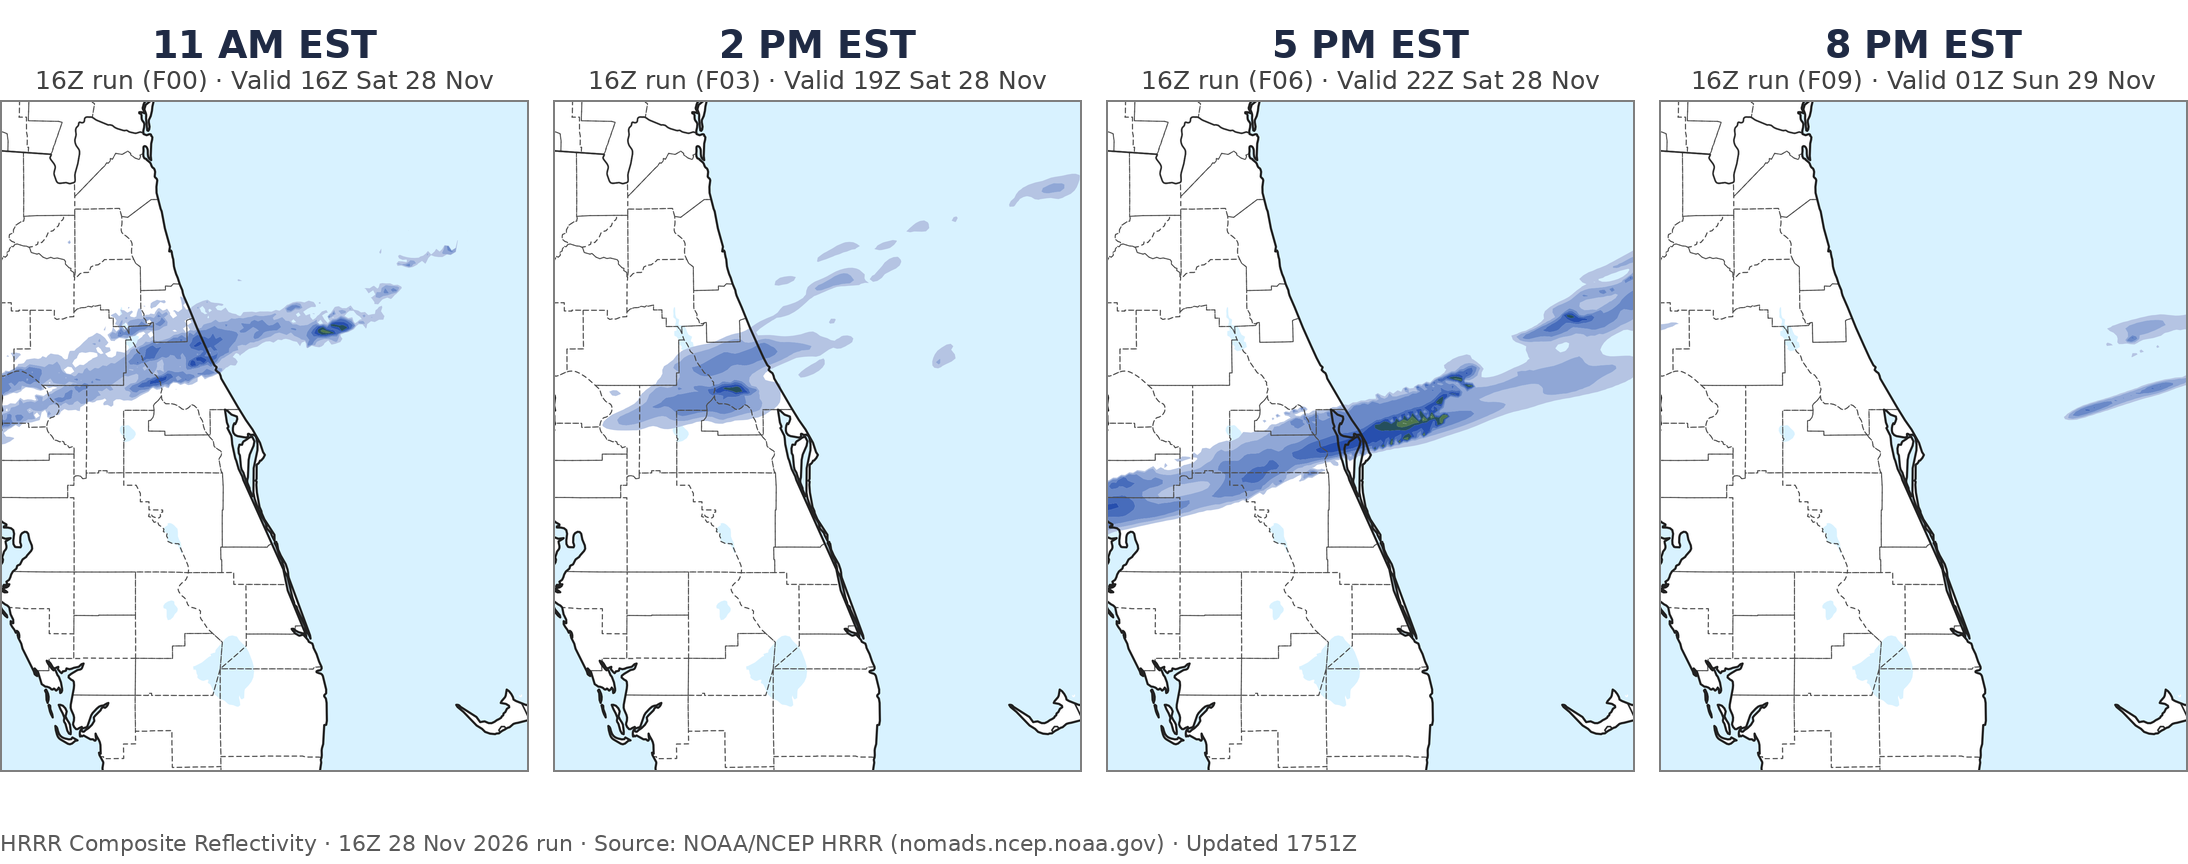 11 AM EST
16Z run (F00) · Valid 16Z Sat 28 Nov
2 PM EST
16Z run (F03) · Valid 19Z Sat 28 Nov
5 PM EST
16Z run (F06) · Valid 22Z Sat 28 Nov
8 PM EST
16Z run (F09) · Valid 01Z Sun 29 Nov
HRRR Composite Reflectivity · 16Z 28 Nov 2026 run · Source: NOAA/NCEP HRRR (nomads.ncep.noaa.gov) · Updated 1751Z